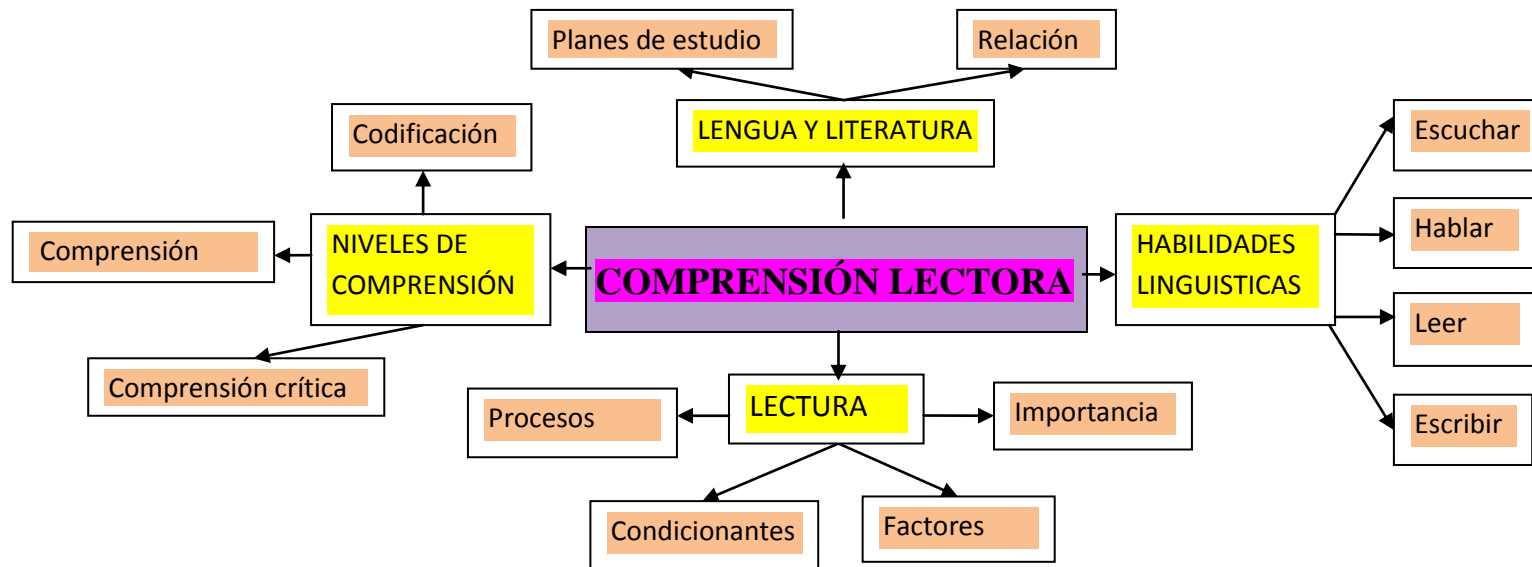 Planes de estudio
Relación
Codificación
LENGUA Y LITERATURA
Escuchar
Comprensión
NIVELES DE
COMPRENSIÓN
COMPRENSIÓN LECTORA
HABILIDADES
LINGUISTICAS
Hablar
Leer
Comprensión crítica
Procesos
LECTURA
Importancia
Escribir
Condicionantes
Factores